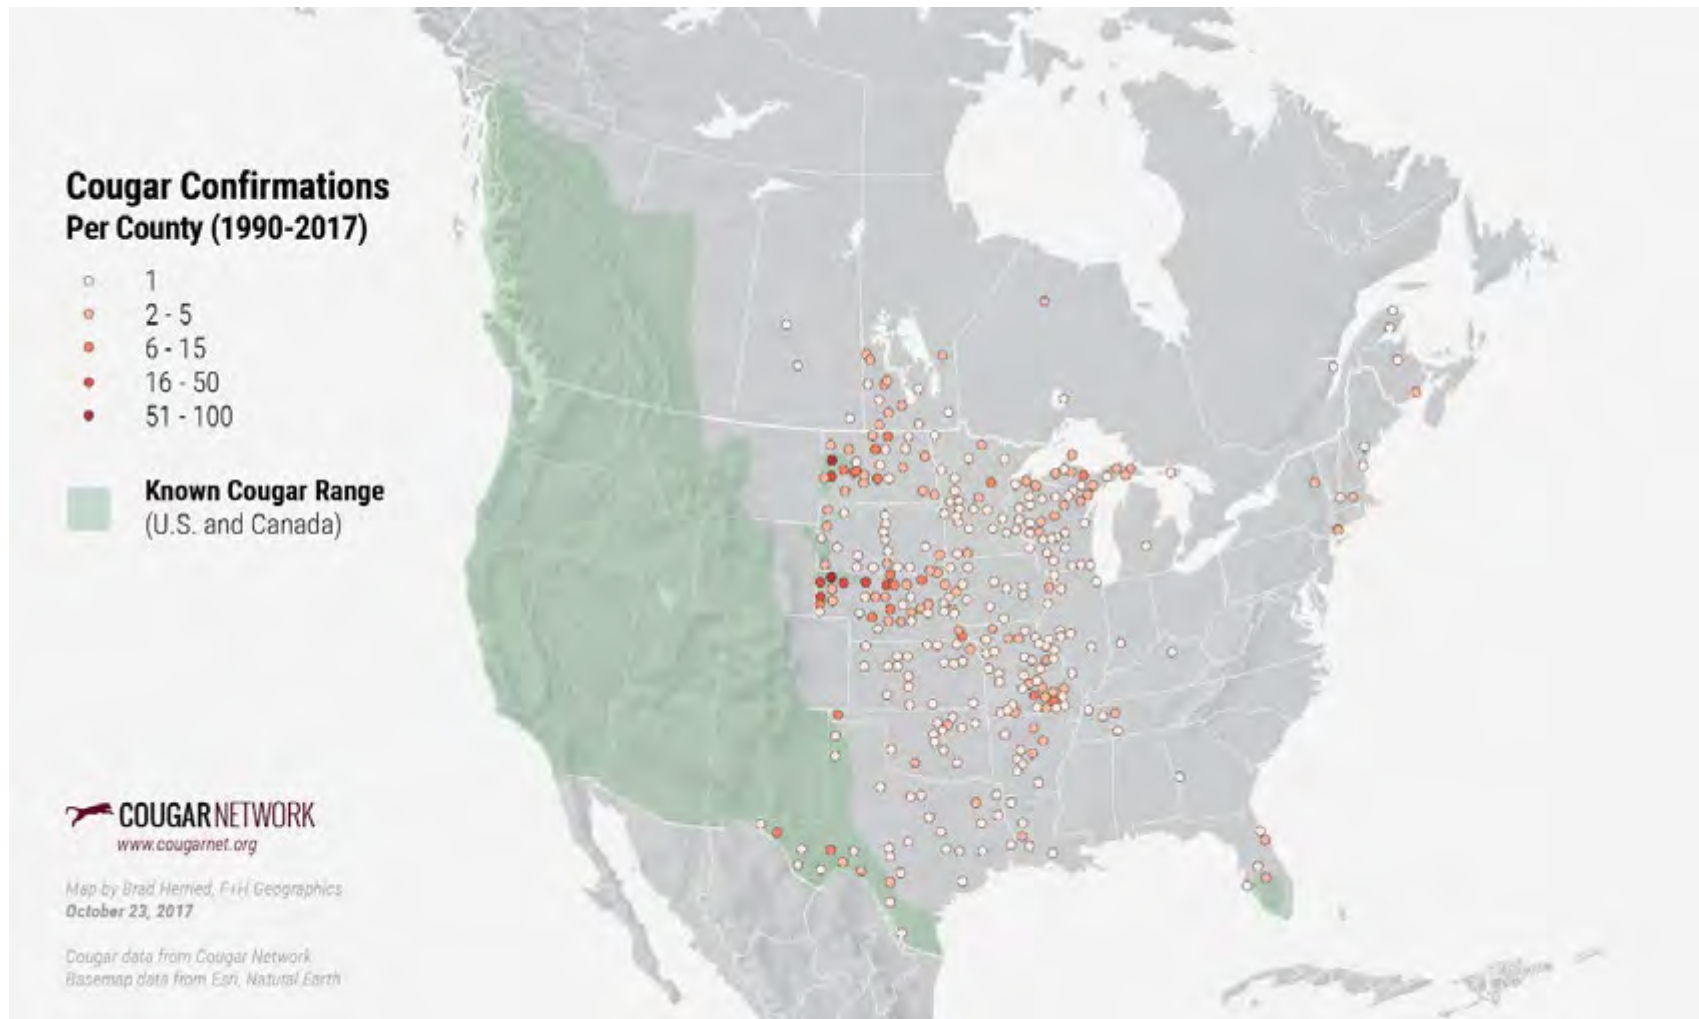 Cougar Confirmations
Per County (1990-2017)
1
2 - 5
6 - 15
16 - 50
51 - 100
Known Cougar Range
(U.S. and Canada)
COUGARNETWORK
www.cougarnet.org
Map by Brad Herried, F+H Geographics
October 23, 2017
Cougar data from Cougar Network
Basemap data from Esri, Natural Earth